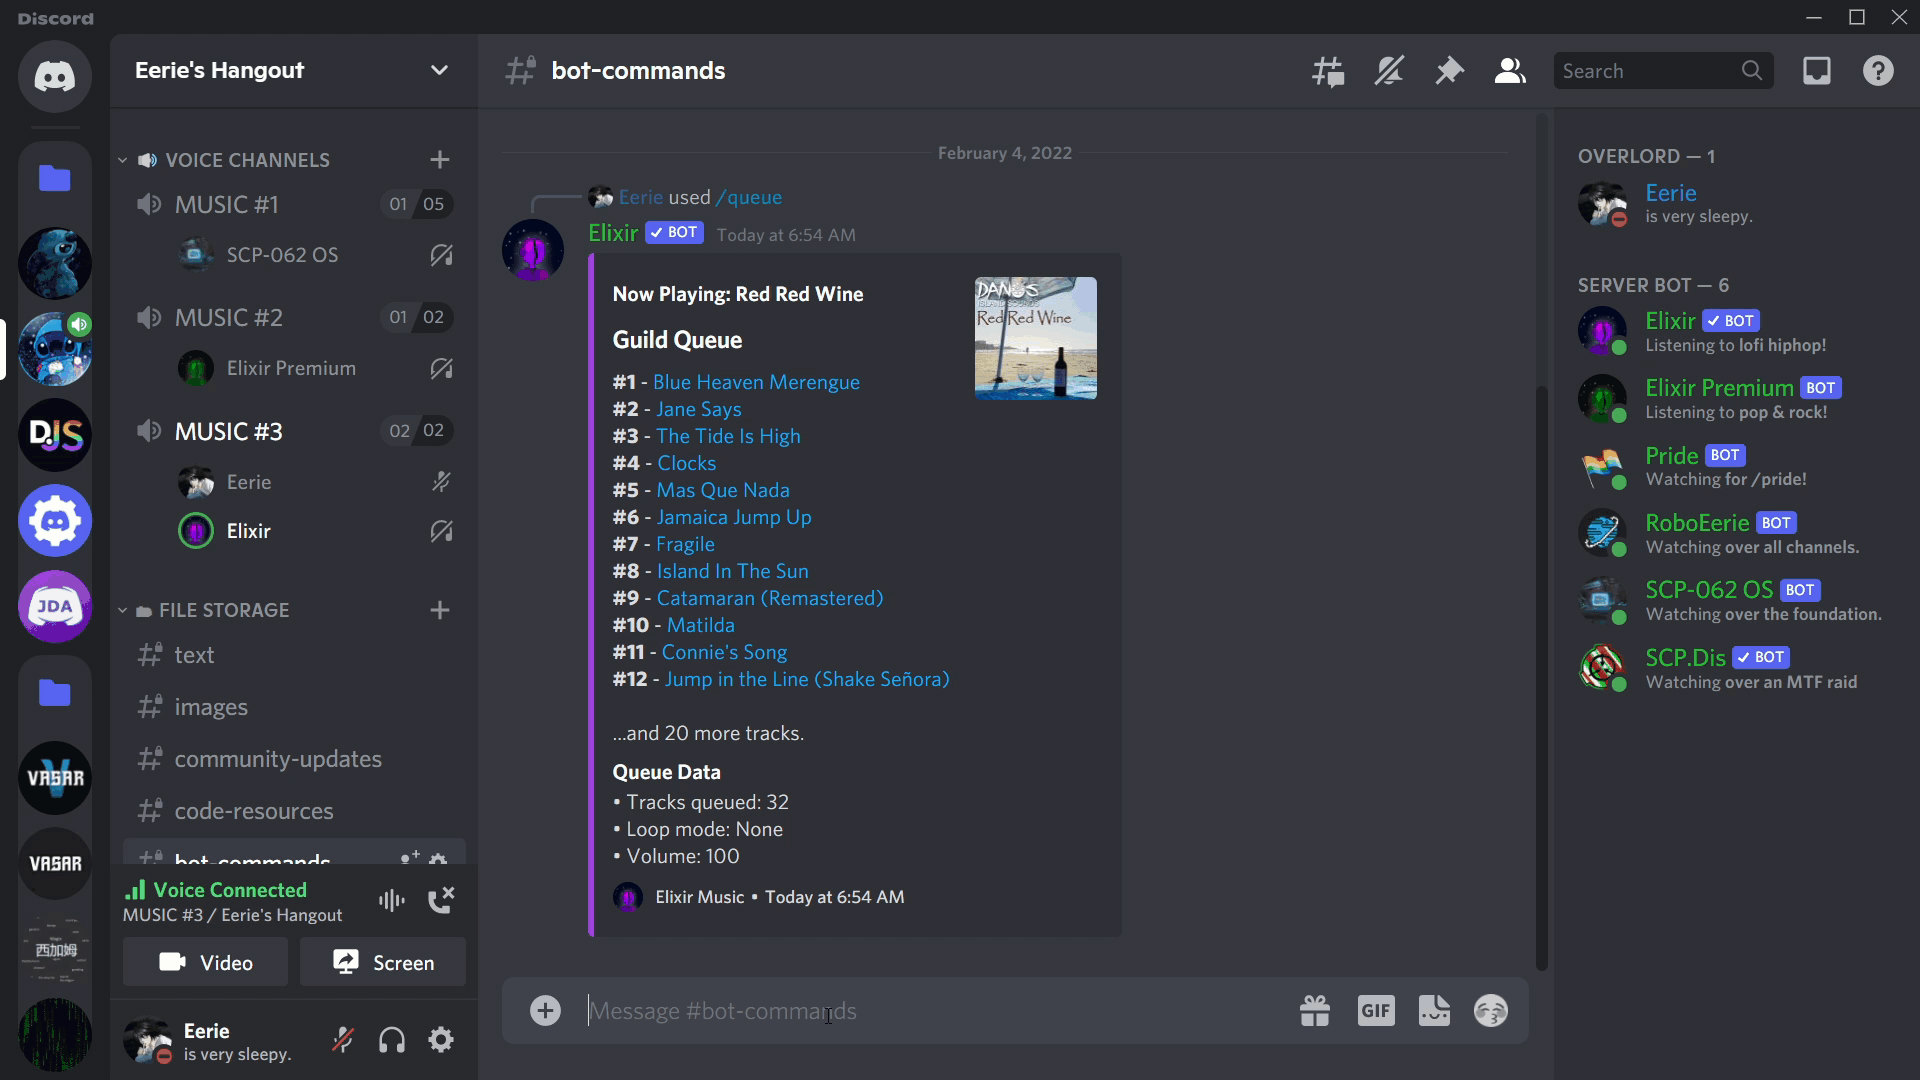 Discord
Eerie's Hangout
VOICE CHANNELS
MUSIC #1 01 05
SCP-062 OS
MUSIC #2 01 02
Elixir Premium
MUSIC #3 02 02
Eerie
Elixir
FILE STORAGE
text
images
community-updates
code-resources
bot-commands
Voice Connected
MUSIC #3 / Eerie's Hangout
Video
Screen
Eerie
is very sleepy.
DJS
JDA
VASAR
VASAR
西加姆
bot-commands
Search
February 4, 2022
Eerie used /queue
Elixir ✓ BOT Today at 6:54 AM
Now Playing: Red Red Wine
Guild Queue
#1 - Blue Heaven Merengue
#2 - Jane Says
#3 - The Tide Is High
#4 - Clocks
#5 - Mas Que Nada
#6 - Jamaica Jump Up
#7 - Fragile
#8 - Island In The Sun
#9 - Catamaran (Remastered)
#10 - Matilda
#11 - Connie's Song
#12 - Jump in the Line (Shake Señora)
...and 20 more tracks.
Queue Data
• Tracks queued: 32
• Loop mode: None
• Volume: 100
Elixir Music • Today at 6:54 AM
Red Red Wine
Message #bot-commands
GIF
OVERLORD — 1
Eerie
is very sleepy.
SERVER BOT — 6
Elixir ✓ BOT
Listening to lofi hiphop!
Elixir Premium BOT
Listening to pop & rock!
Pride BOT
Watching for /pride!
RoboEerie BOT
Watching over all channels.
SCP-062 OS BOT
Watching over the foundation.
SCP.Dis ✓ BOT
Watching over an MTF raid